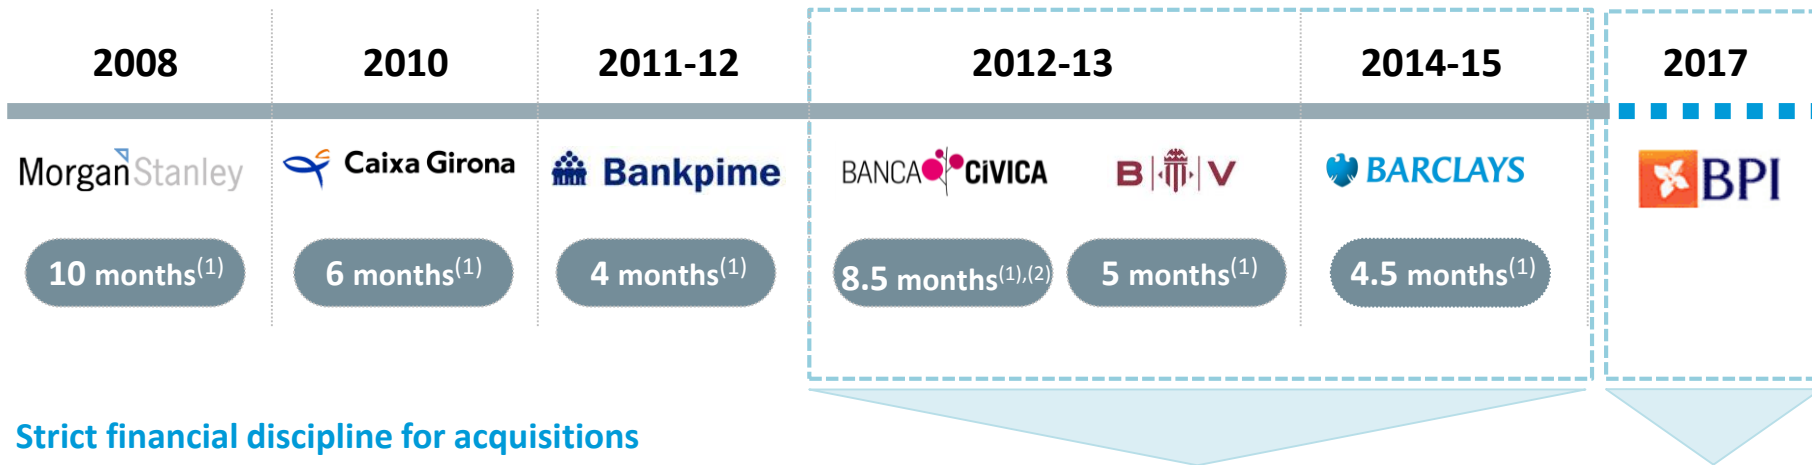 2008 2010 2011-12 2012-13 2014-15 2017
Morgan Stanley Caixa Girona Bankpime BANCA CÍVICA B V BARCLAYS BPI
10 months(1) 6 months(1) 4 months(1) 8.5 months(1),(2) 5 months(1) 4.5 months(1)
Strict financial discipline for acquisitions